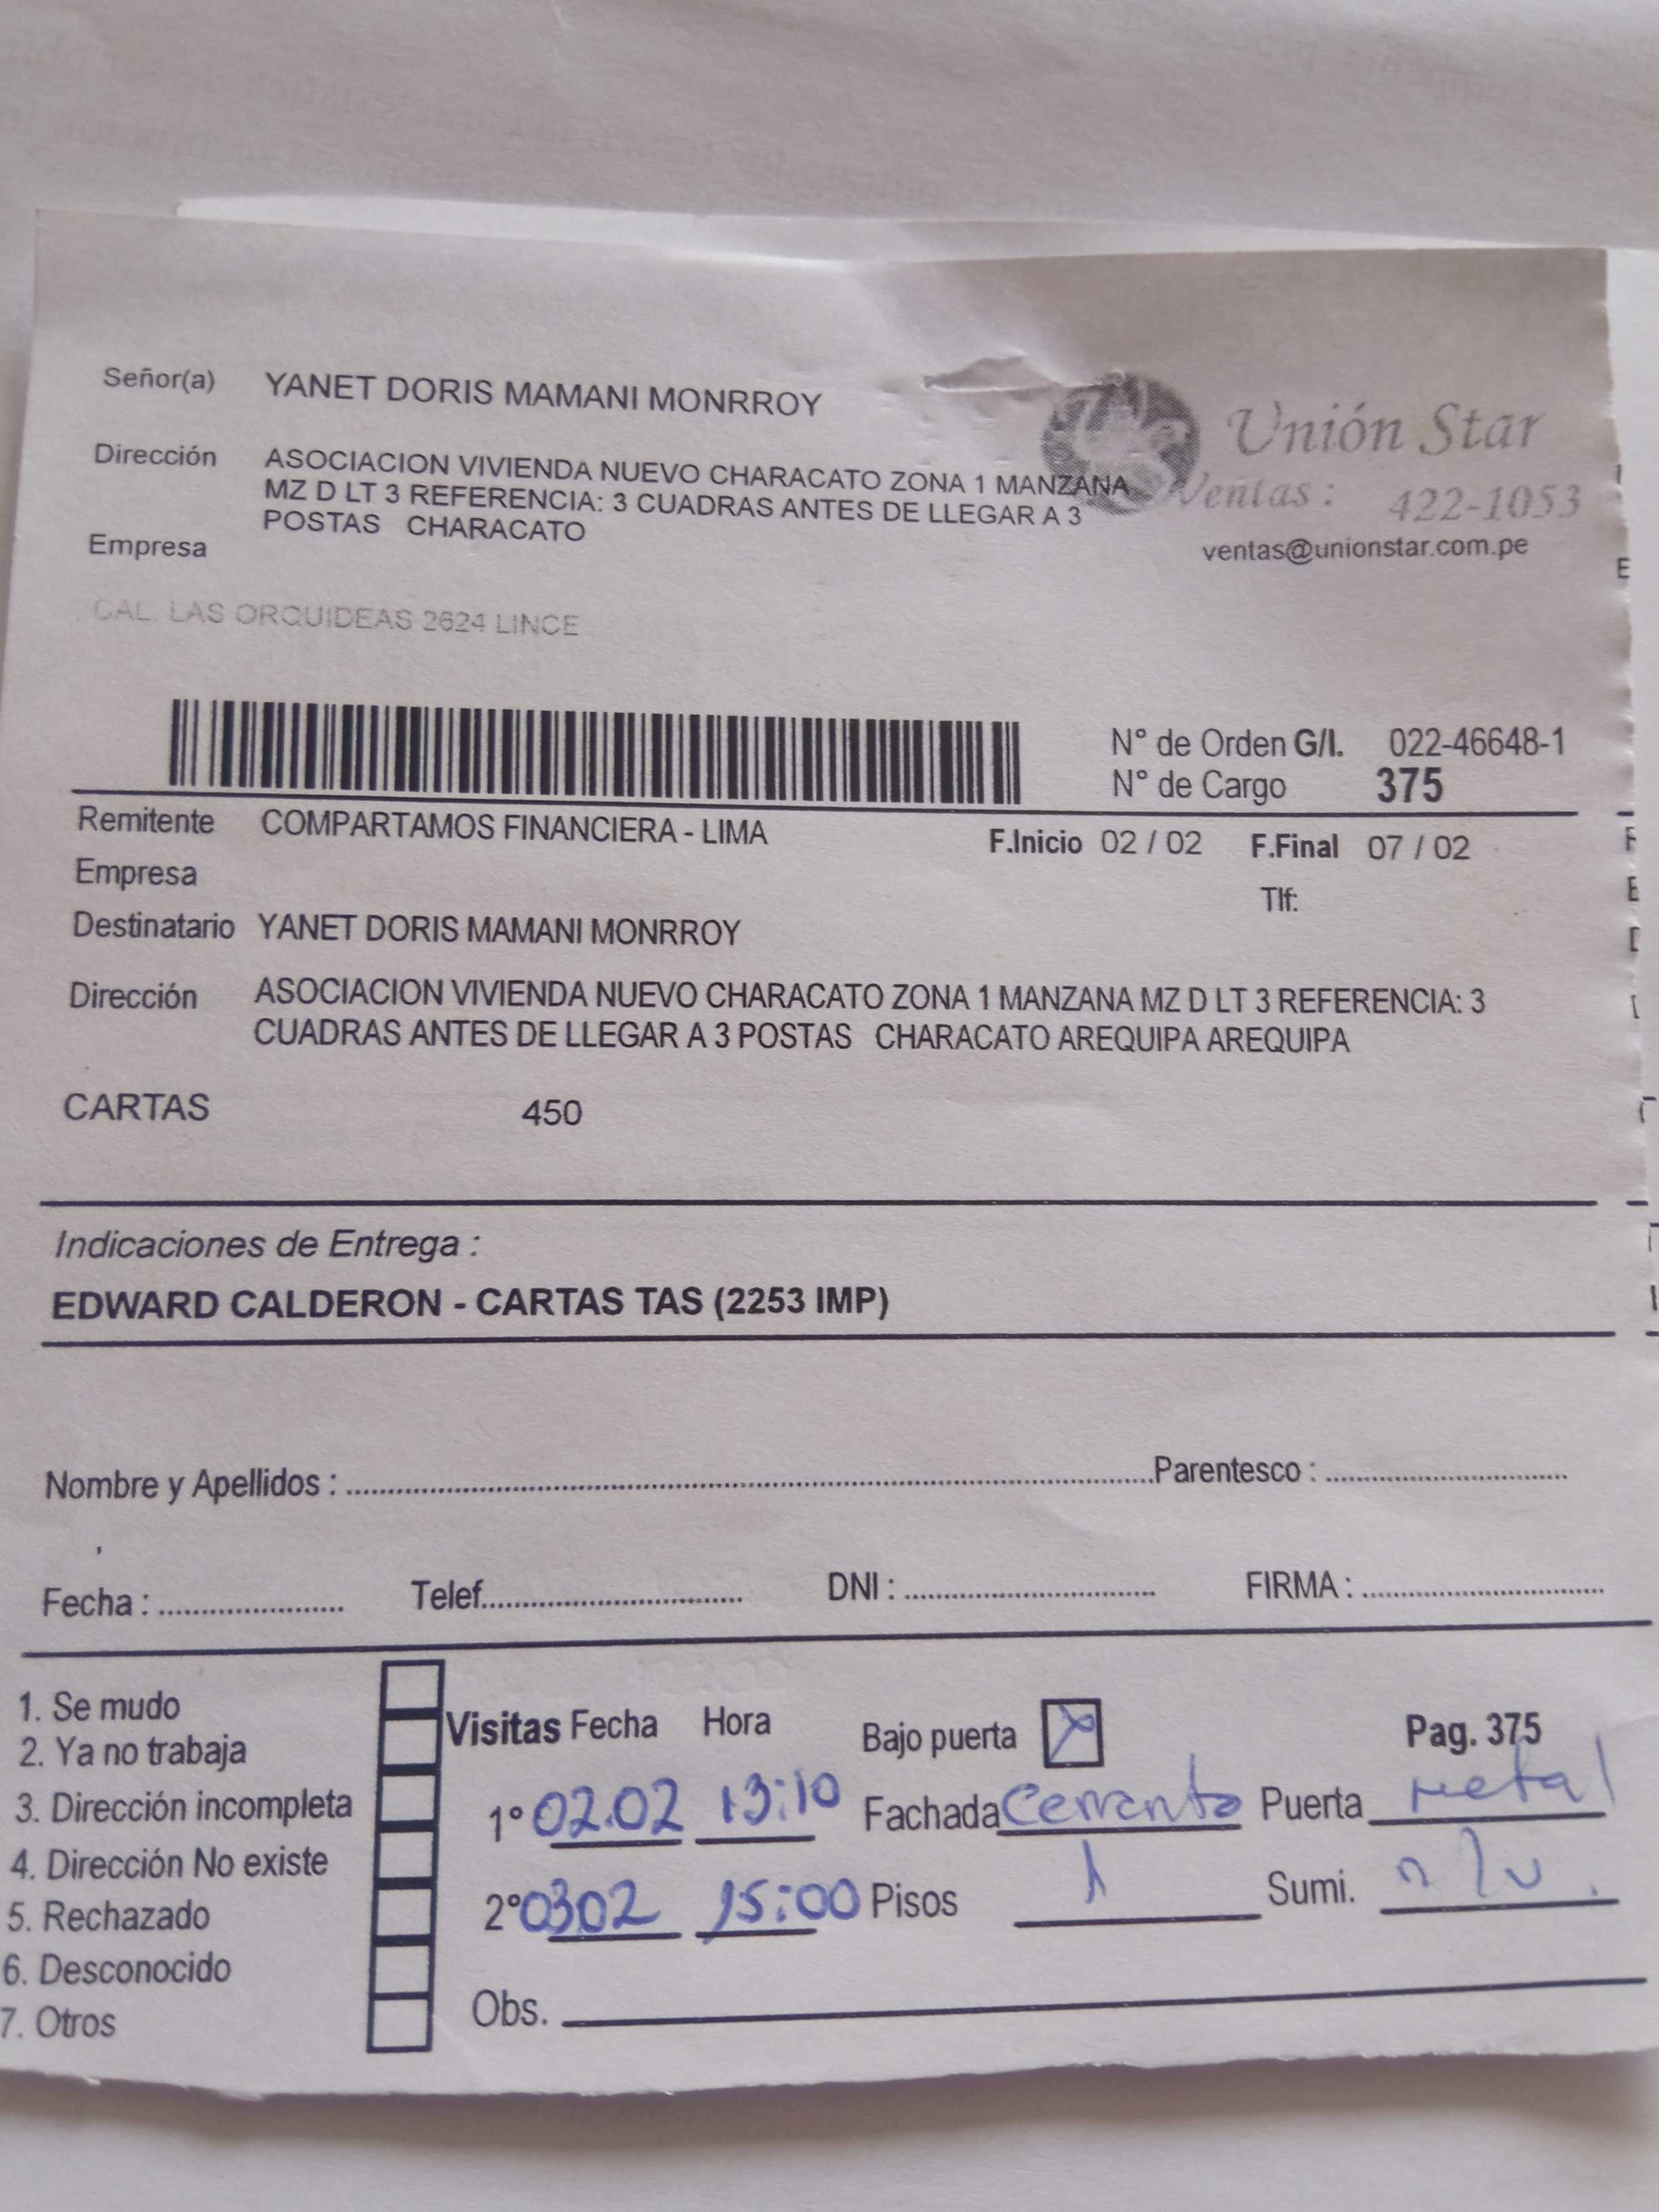 Señor(a) YANET DORIS MAMANI MONRROY
Unión Star
Dirección ASOCIACION VIVIENDA NUEVO CHARACATO ZONA 1 MANZANA
MZ D LT 3 REFERENCIA: 3 CUADRAS ANTES DE LLEGAR A 3
POSTAS CHARACATO
Ventas : 422-1053
ventas@unionstar.com.pe
Empresa
CAL. LAS ORQUIDEAS 2624 LINCE
N° de Orden G/I. 022-46648-1
N° de Cargo 375
Remitente COMPARTAMOS FINANCIERA - LIMA F.Inicio 02 / 02 F.Final 07 / 02
Empresa
Tlf:
Destinatario YANET DORIS MAMANI MONRROY
Dirección ASOCIACION VIVIENDA NUEVO CHARACATO ZONA 1 MANZANA MZ D LT 3 REFERENCIA: 3
CUADRAS ANTES DE LLEGAR A 3 POSTAS CHARACATO AREQUIPA AREQUIPA
CARTAS 450
Indicaciones de Entrega :
EDWARD CALDERON - CARTAS TAS (2253 IMP)
Nombre y Apellidos : Parentesco :
Fecha : Telef. DNI : FIRMA :
1. Se mudo
2. Ya no trabaja
3. Dirección incompleta
4. Dirección No existe
5. Rechazado
6. Desconocido
7. Otros
Visitas Fecha Hora Bajo puerta X Pag. 375
1° 02.02 13:10 Fachada Cemento Puerta Metal
2° 0302 15:00 Pisos 1 Sumi.
Obs.